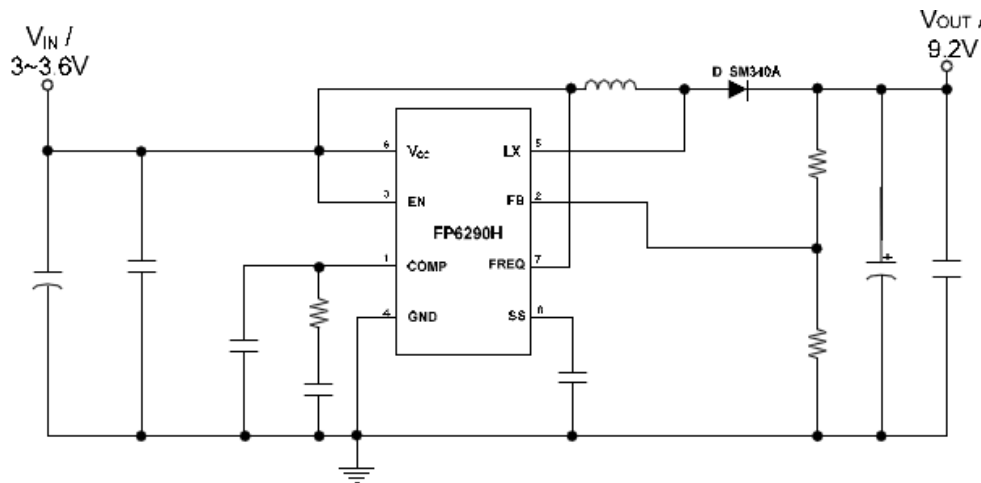 VIN /
3~3.6V
VOUT /
9.2V
D SM340A
6 VCC LX 5
3 EN FB 2
FP6290H
1 COMP FREQ 7
4 GND SS 8
+